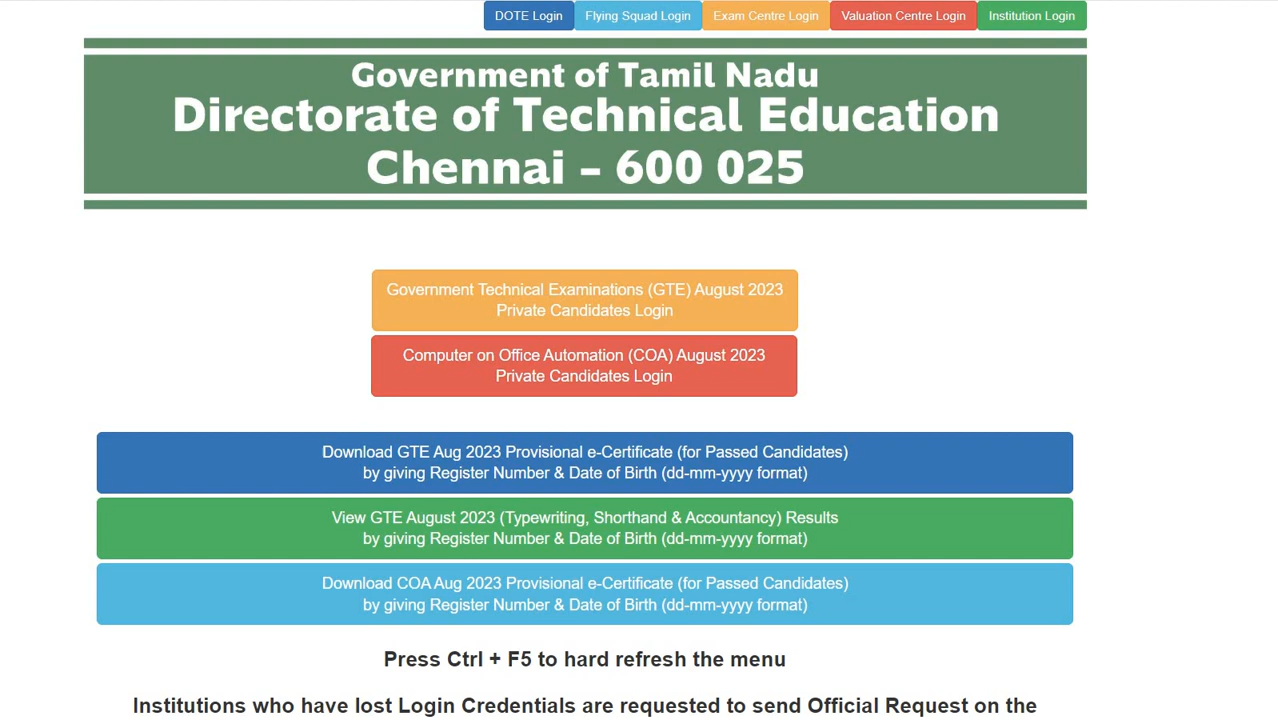 DOTE Login Flying Squad Login Exam Centre Login Valuation Centre Login Institution Login
Government of Tamil Nadu
Directorate of Technical Education
Chennai – 600 025
Government Technical Examinations (GTE) August 2023
Private Candidates Login
Computer on Office Automation (COA) August 2023
Private Candidates Login
Download GTE Aug 2023 Provisional e-Certificate (for Passed Candidates)
by giving Register Number & Date of Birth (dd-mm-yyyy format)
View GTE August 2023 (Typewriting, Shorthand & Accountancy) Results
by giving Register Number & Date of Birth (dd-mm-yyyy format)
Download COA Aug 2023 Provisional e-Certificate (for Passed Candidates)
by giving Register Number & Date of Birth (dd-mm-yyyy format)
Press Ctrl + F5 to hard refresh the menu
Institutions who have lost Login Credentials are requested to send Official Request on the